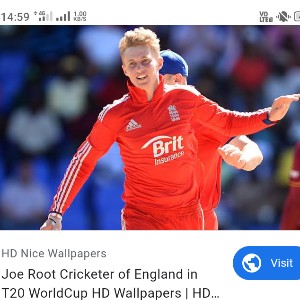 14:59 4G 1.00 KB/S VO LTE
Brit
Insurance
HD Nice Wallpapers
Joe Root Cricketer of England in
T20 WorldCup HD Wallpapers | HD...
Visit